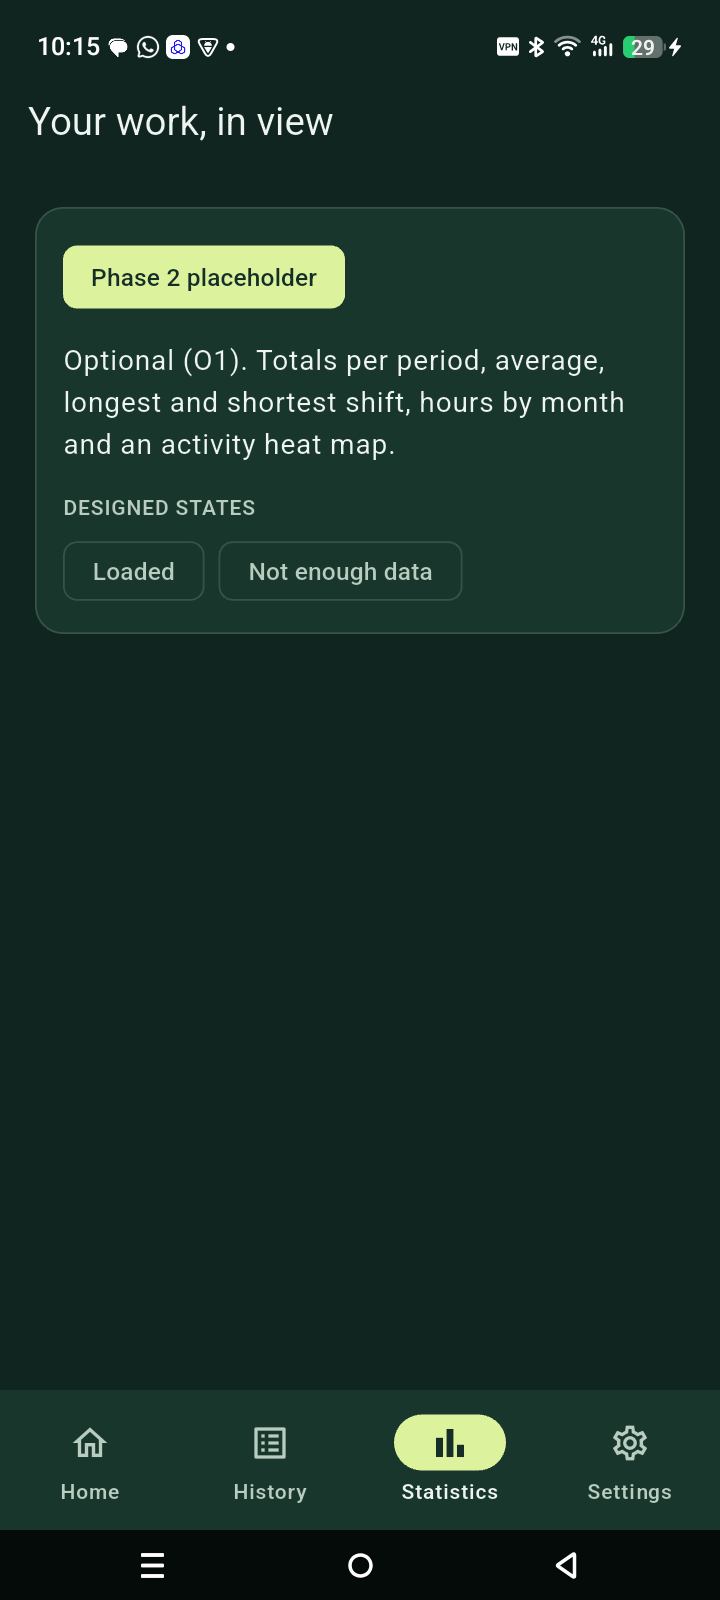 10:15
VPN
4G
29
Your work, in view
Phase 2 placeholder
Optional (O1). Totals per period, average,
longest and shortest shift, hours by month
and an activity heat map.
DESIGNED STATES
Loaded
Not enough data
Home
History
Statistics
Settings